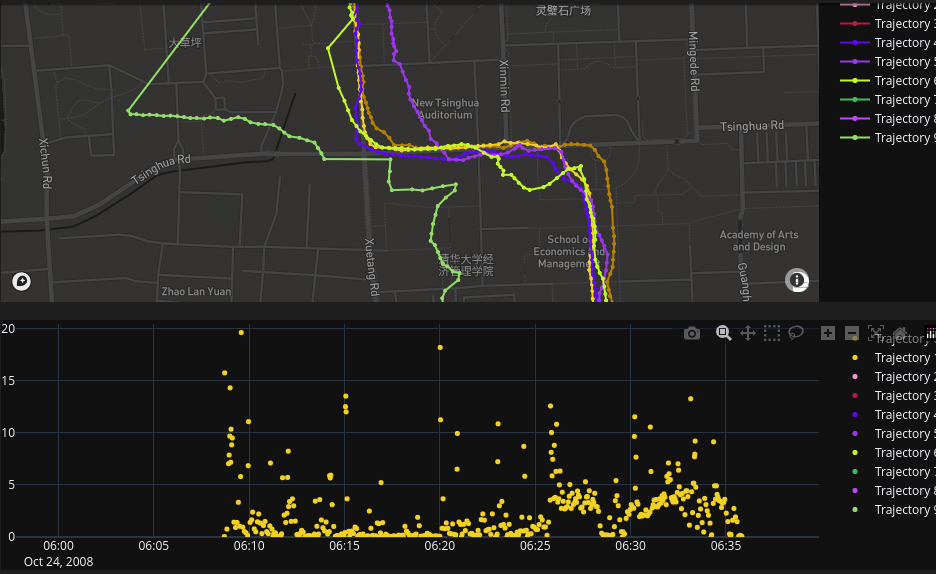 灵璧石广场
大草坪
New Tsinghua
Auditorium
Xinmin Rd
Mingede Rd
Tsinghua Rd
Xichun Rd
Tsinghua Rd
Xuetang Rd
清华大学经
济管理学院
School o
Economics and
Management
Academy of Arts
and Design
Guangh
Zhao Lan Yuan
Trajectory 2
Trajectory 3
Trajectory 4
Trajectory 5
Trajectory 6
Trajectory 7
Trajectory 8
Trajectory 9
20
15
10
5
0
06:00
06:05
06:10
06:15
06:20
06:25
06:30
06:35
Oct 24, 2008
Trajectory
Trajectory 1
Trajectory 2
Trajectory 3
Trajectory 4
Trajectory 5
Trajectory 6
Trajectory 7
Trajectory 8
Trajectory 9